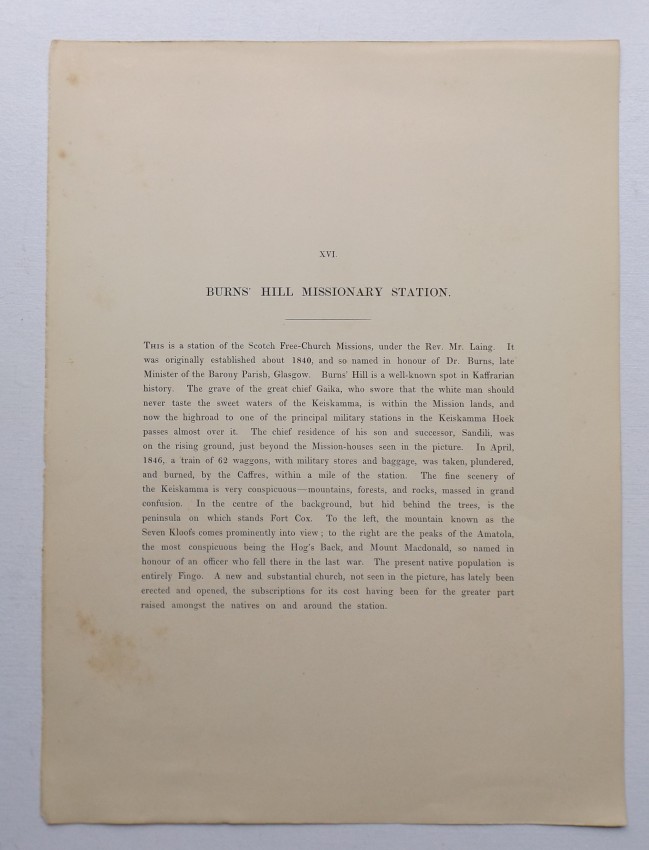 XVI.
BURNS' HILL MISSIONARY STATION.
THIS is a station of the Scotch Free-Church Missions, under the Rev. Mr. Laing. It
was originally established about 1840, and so named in honour of Dr. Burns, late
Minister of the Barony Parish, Glasgow. Burns' Hill is a well-known spot in Kaffrarian
history. The grave of the great chief Gaika, who swore that the white man should
never taste the sweet waters of the Keiskamma, is within the Mission lands, and
now the highroad to one of the principal military stations in the Keiskamma Hoek
passes almost over it. The chief residence of his son and successor, Sandili, was
on the rising ground, just beyond the Mission-houses seen in the picture. In April,
1846, a train of 62 waggons, with military stores and baggage, was taken, plundered,
and burned, by the Caffres, within a mile of the station. The fine scenery of
the Keiskamma is very conspicuous—mountains, forests, and rocks, massed in grand
confusion. In the centre of the background, but hid behind the trees, is the
peninsula on which stands Fort Cox. To the left, the mountain known as the
Seven Kloofs comes prominently into view; to the right are the peaks of the Amatola,
the most conspicuous being the Hog's Back, and Mount Macdonald, so named in
honour of an officer who fell there in the last war. The present native population is
entirely Fingo. A new and substantial church, not seen in the picture, has lately been
erected and opened, the subscriptions for its cost having been for the greater part
raised amongst the natives on and around the station.